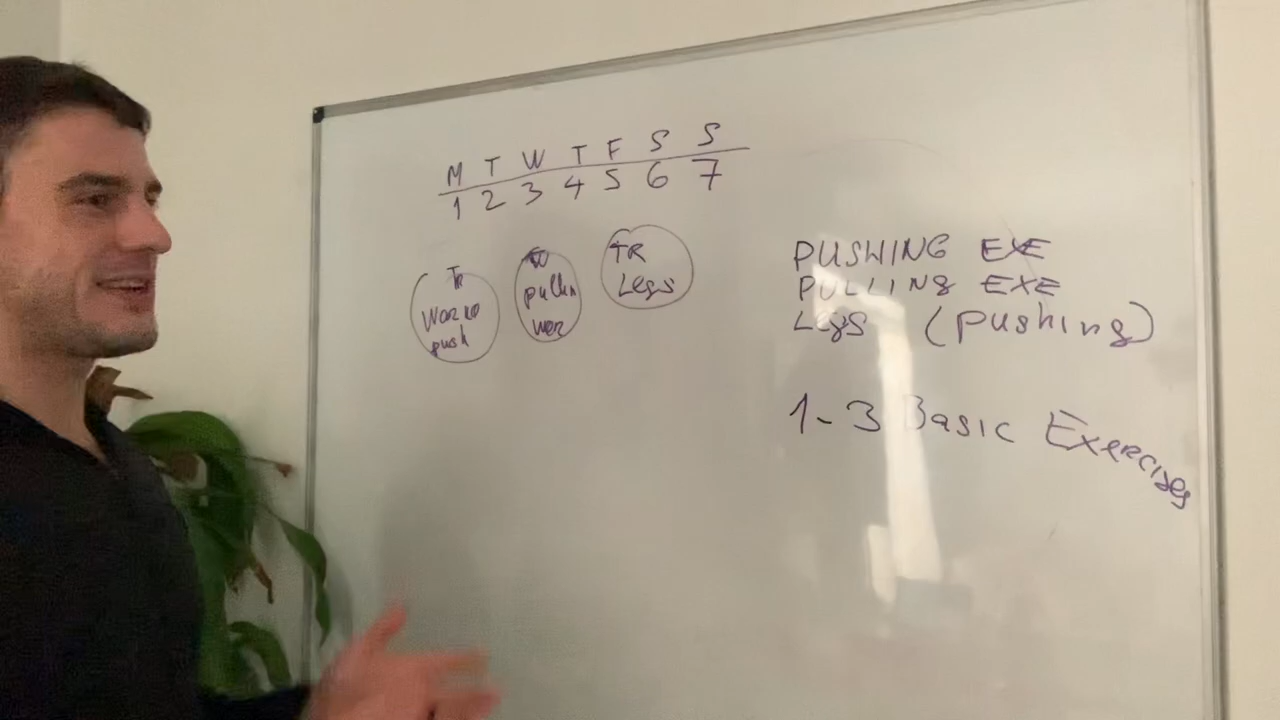 M T W T F S S
1 2 3 4 5 6 7
TR
push
TR
Legs
PUSHING EXE
PULLING EXE
Legs (pushing)
1-3 Basic Exercises